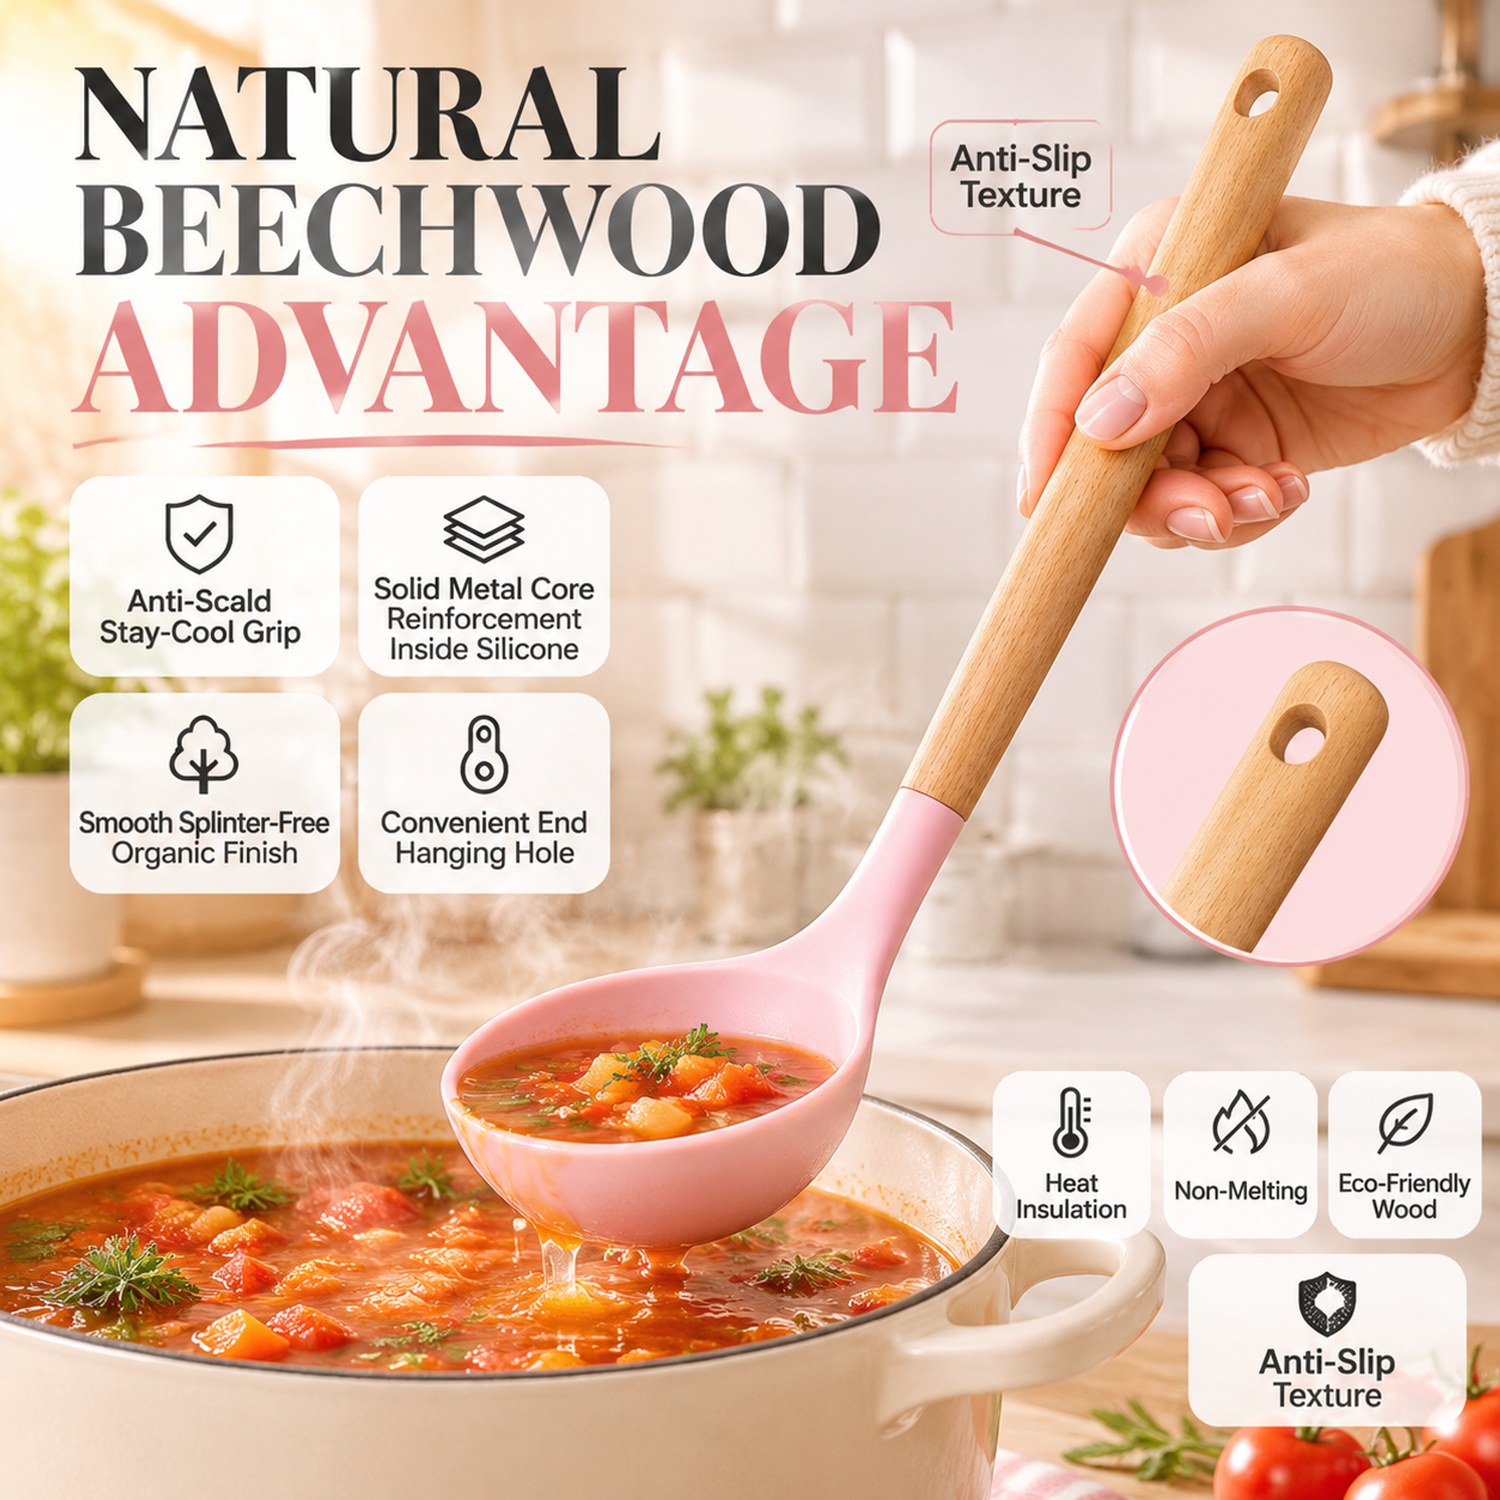 NATURAL
BEECHWOOD
ADVANTAGE
Anti-Slip
Texture
Anti-Scald
Stay-Cool Grip
Solid Metal Core
Reinforcement
Inside Silicone
Smooth Splinter-Free
Organic Finish
Convenient End
Hanging Hole
Heat
Insulation
Non-Melting
Eco-Friendly
Wood
Anti-Slip
Texture